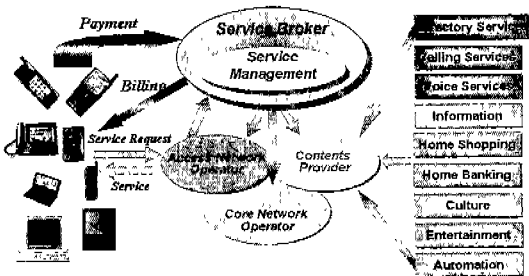 Payment
Service Broker
Service
Management
Billing
Service Request
Service
Access Network
Operator
Contents
Provider
Core Network
Operator
Services
Information
Home Shopping
Home Banking
Culture
Entertainment
Automation